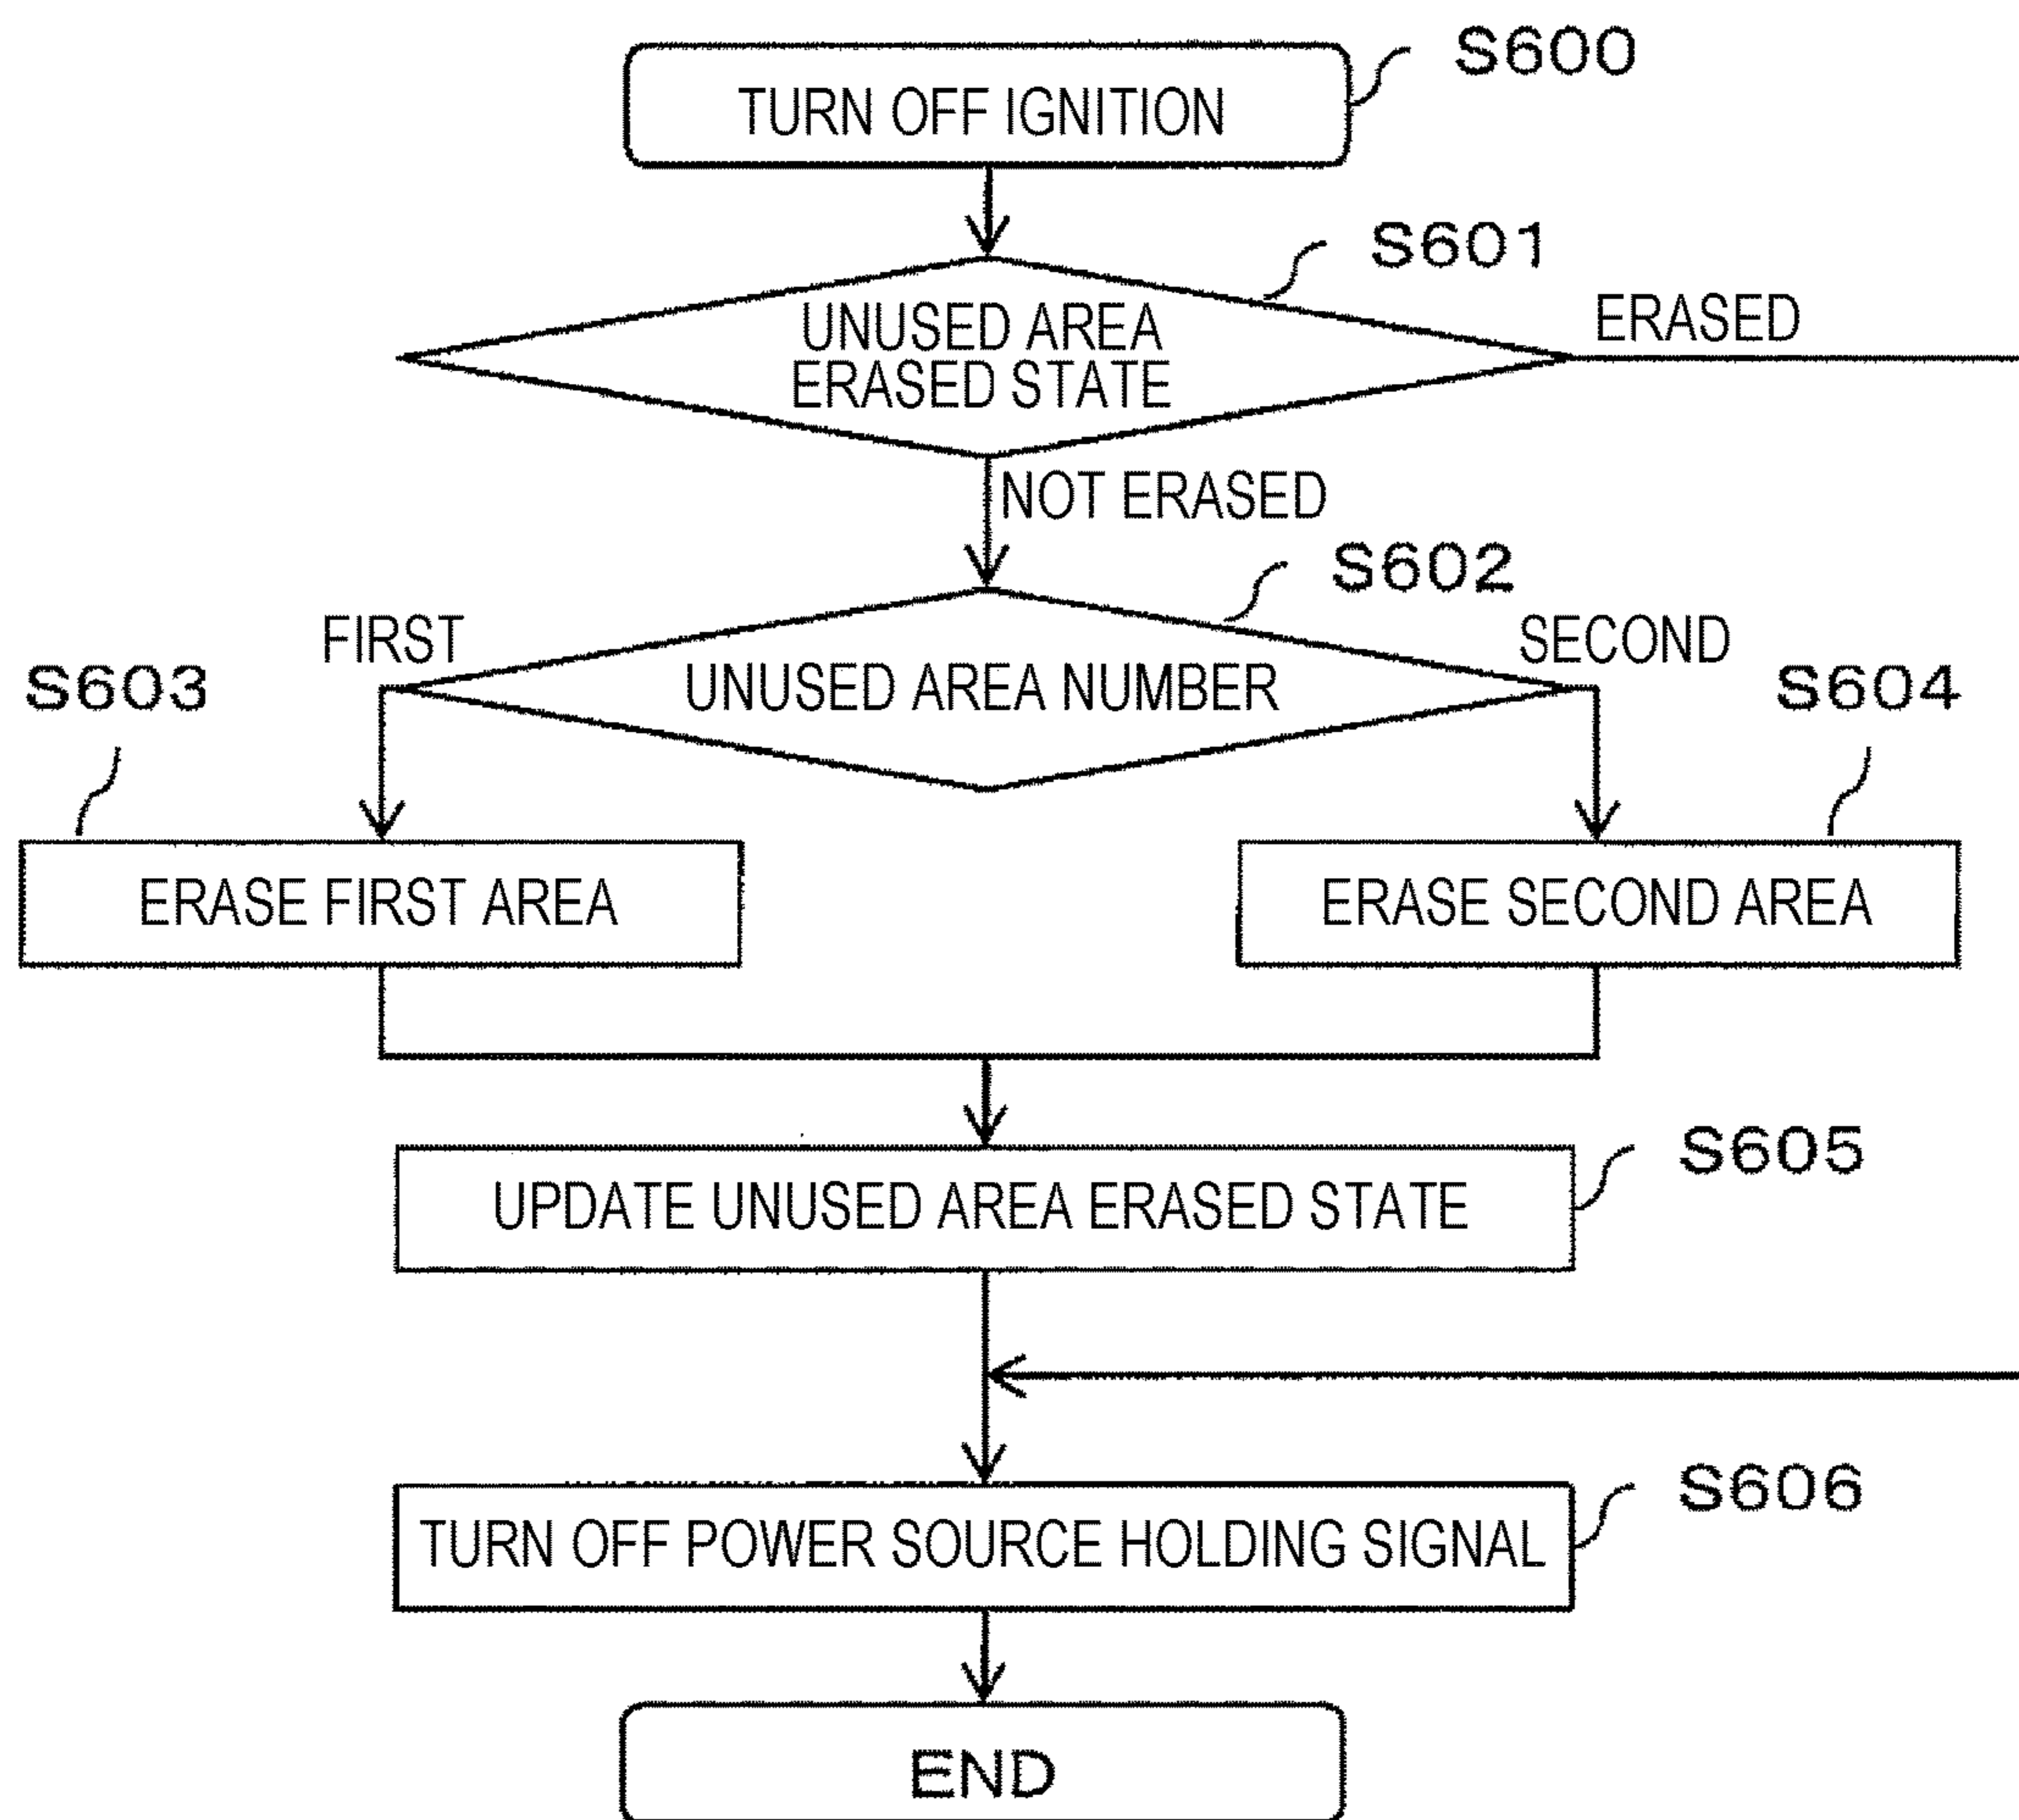 S600
TURN OFF IGNITION
S601
UNUSED AREA
ERASED STATE
ERASED
NOT ERASED
S602
FIRST
SECOND
UNUSED AREA NUMBER
S603
S604
ERASE FIRST AREA
ERASE SECOND AREA
S605
UPDATE UNUSED AREA ERASED STATE
S606
TURN OFF POWER SOURCE HOLDING SIGNAL
END